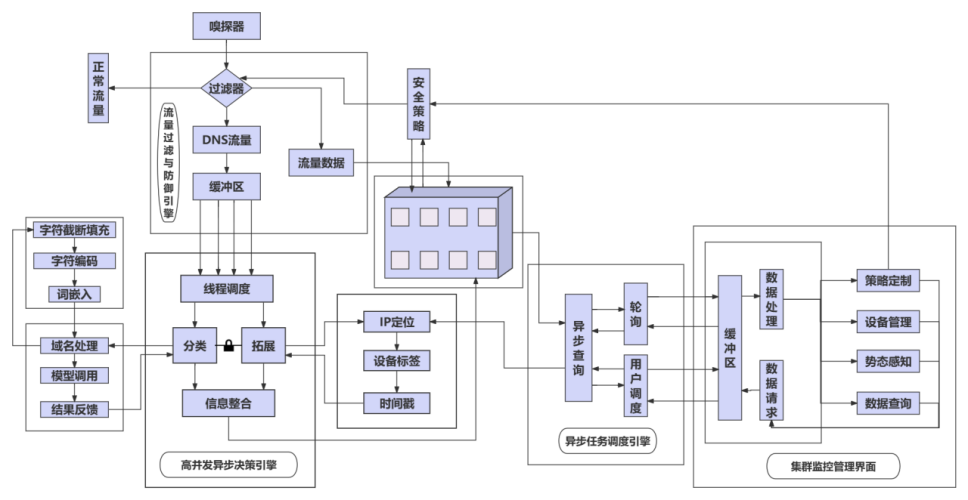 嗅探器
正常流量
过滤器
安全策略
流量过滤与防御引擎
DNS流量
流量数据
缓冲区
字符截断填充
字符编码
词嵌入
域名处理
模型调用
结果反馈
线程调度
分类
拓展
信息整合
高并发异步决策引擎
IP定位
设备标签
时间戳
异步查询
轮询
用户调度
异步任务调度引擎
缓冲区
数据处理
数据请求
策略定制
设备管理
势态感知
数据查询
集群监控管理界面